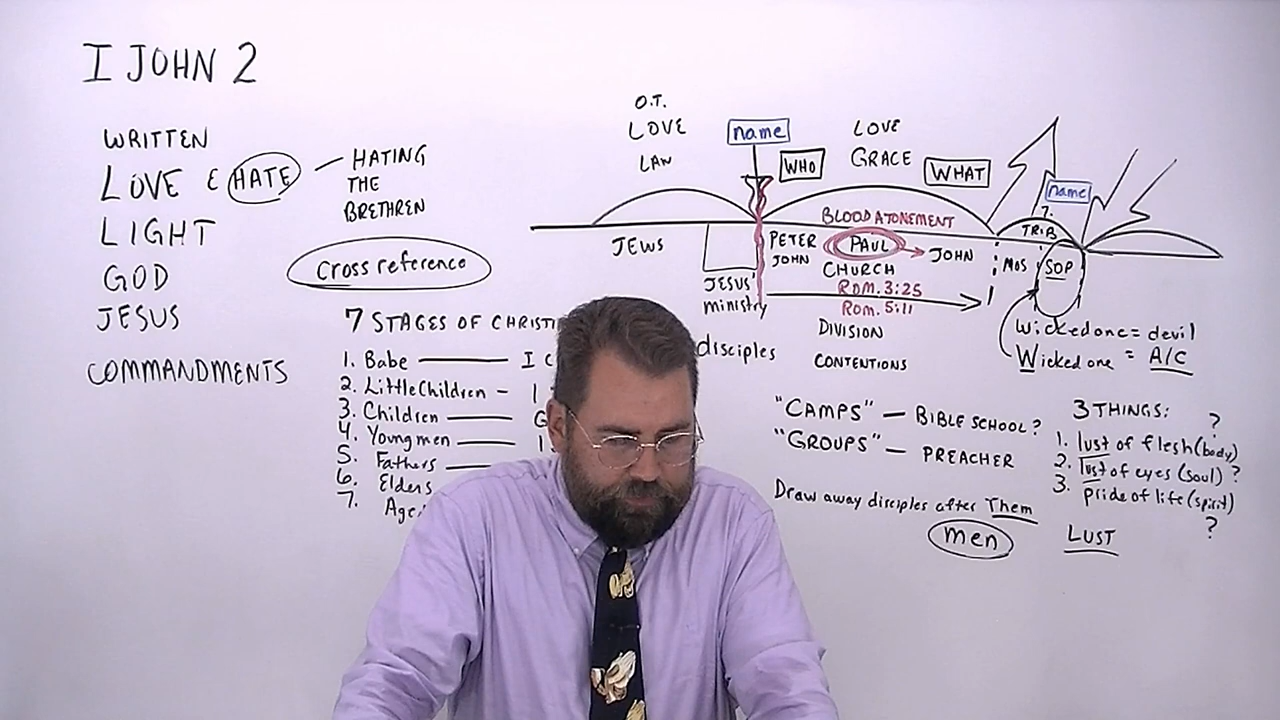 I JOHN 2
WRITTEN
LOVE & HATE
HATING
THE
BRETHREN
LIGHT
GOD
JESUS
COMMANDMENTS
Cross reference
7 STAGES OF CHRISTI
1. Babe — I C
2. Little Children - I
3. Children — G
4. Young men — I
5. Fathers —
6. Elders
7. Age
O.T.
LOVE
LAW
name
WHO
LOVE
GRACE
WHAT
name
?
TRIB
BLOOD ATONEMENT
JEWS
JESUS'
ministry
disciples
PETER
JOHN
PAUL
JOHN
CHURCH
ROM. 3:25
Rom. 5:11
DIVISION
CONTENTIONS
MOS
SOP
Wicked one = devil
Wicked one = A/C
"CAMPS" — BIBLE SCHOOL?
"GROUPS" — PREACHER
Draw away disciples after Them
men
3 THINGS:
?
1. lust of flesh (body)
2. lust of eyes (soul) ?
3. pride of life (spirit)
?
LUST